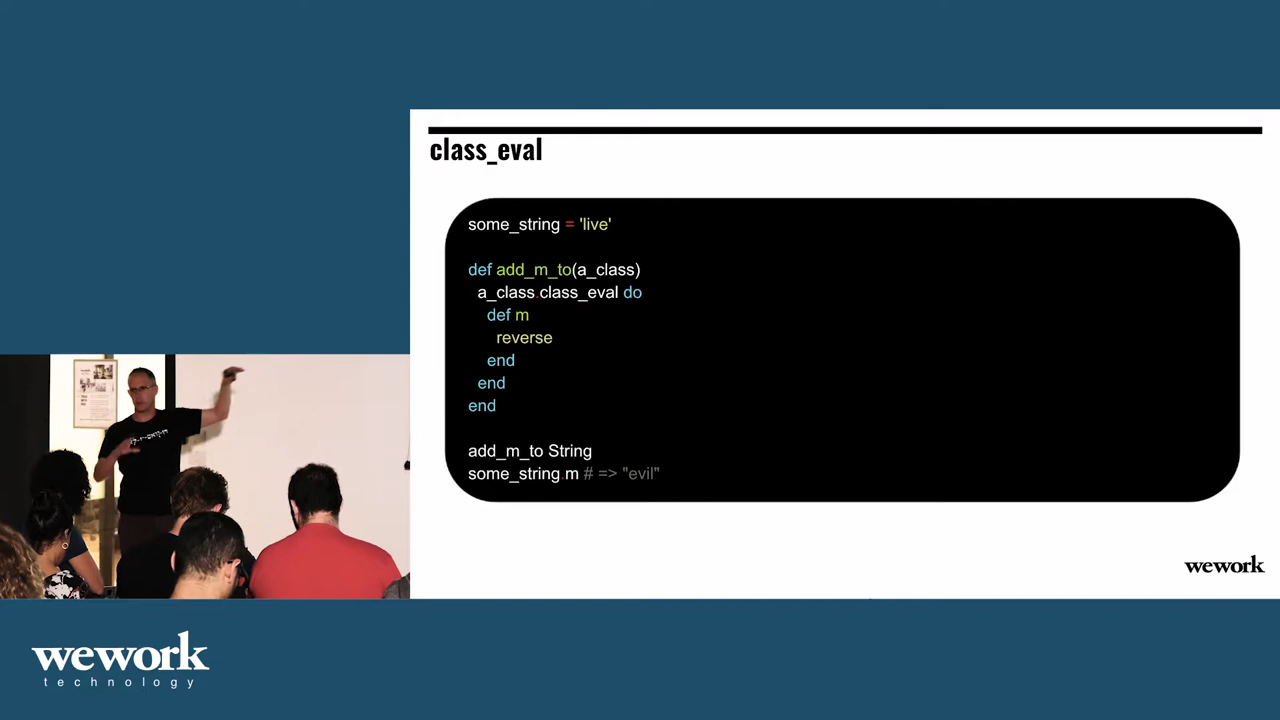 class_eval
some_string = 'live'
def add_m_to(a_class)
a_class.class_eval do
def m
reverse
end
end
end
add_m_to String
some_string.m # => "evil"
wework
wework
technology